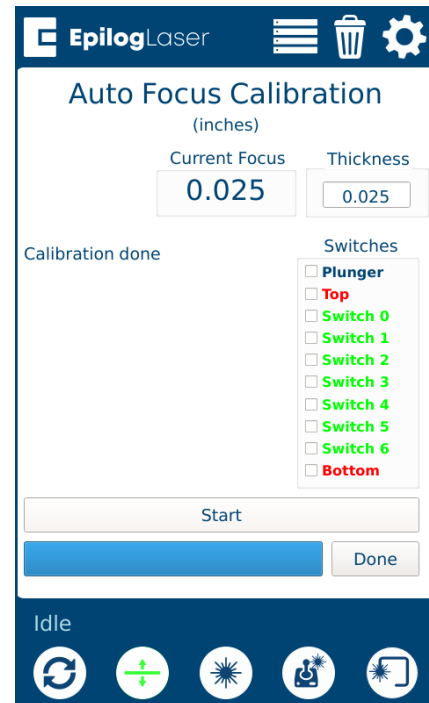 EpilogLaser
Auto Focus Calibration
(inches)
Current Focus
Thickness
0.025
0.025
Calibration done
Switches
Plunger
Top
Switch 0
Switch 1
Switch 2
Switch 3
Switch 4
Switch 5
Switch 6
Bottom
Start
Done
Idle